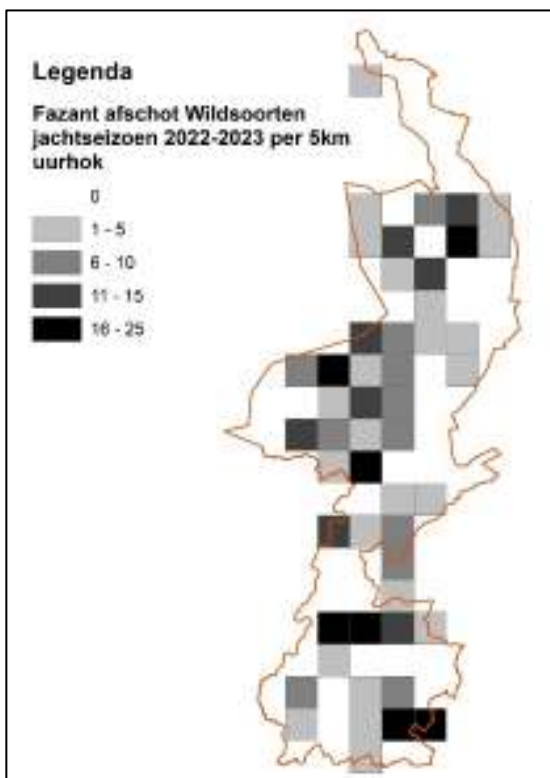 Legenda
Fazant afschot Wildsoorten
jachtseizoen 2022-2023 per 5km
uurhok
0
1 - 5
6 - 10
11 - 15
16 - 25